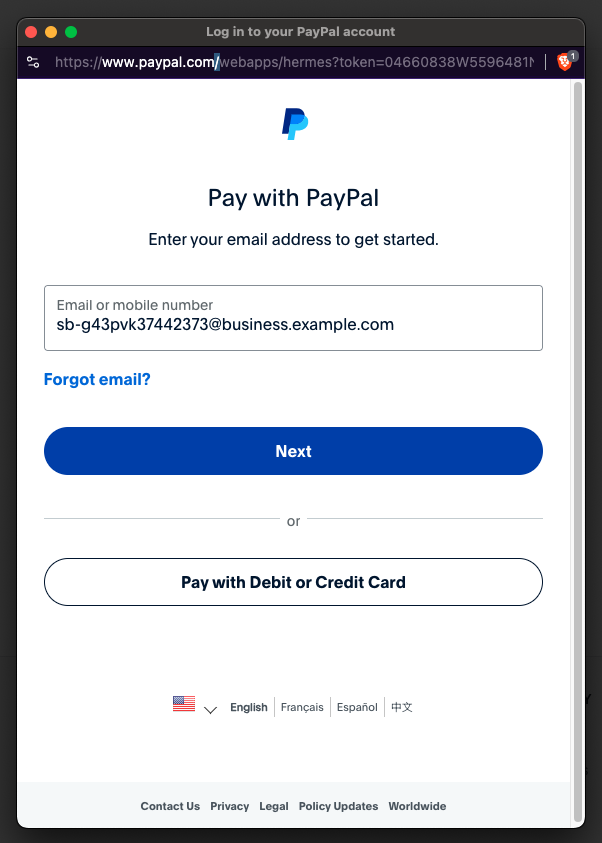 Log in to your PayPal account
https://www.paypal.com/webapps/hermes?token=04660838W5596481N
1
Pay with PayPal
Enter your email address to get started.
Email or mobile number
sb-g43pvk37442373@business.example.com
Forgot email?
Next
or
Pay with Debit or Credit Card
English Français Español 中文
Contact Us Privacy Legal Policy Updates Worldwide